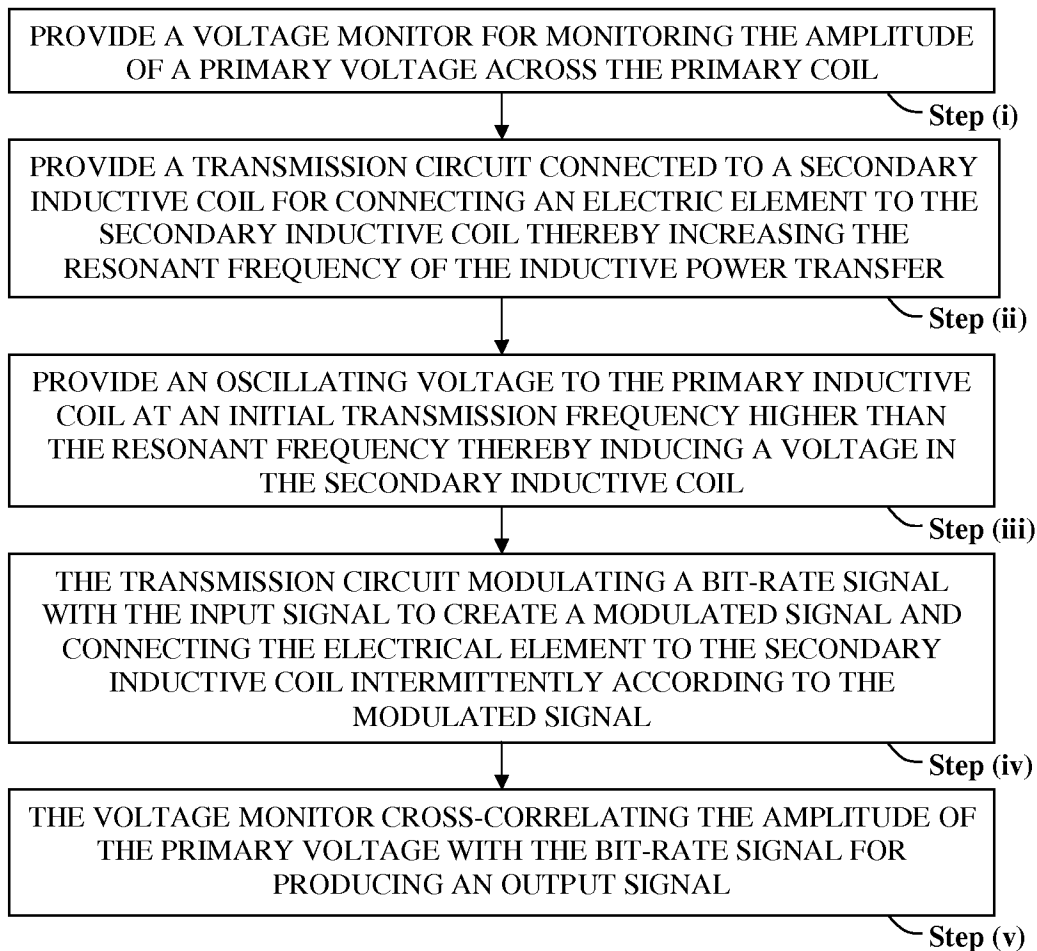 PROVIDE A VOLTAGE MONITOR FOR MONITORING THE AMPLITUDE
OF A PRIMARY VOLTAGE ACROSS THE PRIMARY COIL
Step (i)
PROVIDE A TRANSMISSION CIRCUIT CONNECTED TO A SECONDARY
INDUCTIVE COIL FOR CONNECTING AN ELECTRIC ELEMENT TO THE
SECONDARY INDUCTIVE COIL THEREBY INCREASING THE
RESONANT FREQUENCY OF THE INDUCTIVE POWER TRANSFER
Step (ii)
PROVIDE AN OSCILLATING VOLTAGE TO THE PRIMARY INDUCTIVE
COIL AT AN INITIAL TRANSMISSION FREQUENCY HIGHER THAN
THE RESONANT FREQUENCY THEREBY INDUCING A VOLTAGE IN
THE SECONDARY INDUCTIVE COIL
Step (iii)
THE TRANSMISSION CIRCUIT MODULATING A BIT-RATE SIGNAL
WITH THE INPUT SIGNAL TO CREATE A MODULATED SIGNAL AND
CONNECTING THE ELECTRICAL ELEMENT TO THE SECONDARY
INDUCTIVE COIL INTERMITTENTLY ACCORDING TO THE
MODULATED SIGNAL
Step (iv)
THE VOLTAGE MONITOR CROSS-CORRELATING THE AMPLITUDE OF
THE PRIMARY VOLTAGE WITH THE BIT-RATE SIGNAL FOR
PRODUCING AN OUTPUT SIGNAL
Step (v)